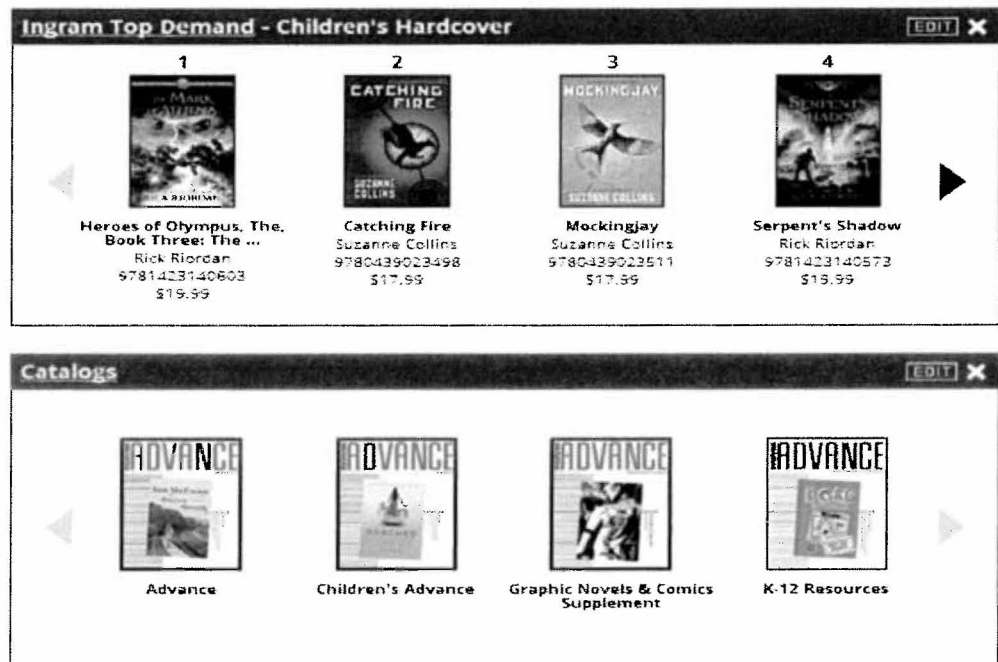 Ingram Top Demand - Children's Hardcover
EDIT
1
2
3
4
CATCHING
FIRE
MOCKINGJAY
SERPENT'S
SHADOW
SUZANNE
COLLINS
SUZANNE COLLINS
Heroes of Olympus, The,
Book Three: The ...
Rick Riordan
9781423140603
$19.99
Catching Fire
Suzanne Collins
9780439023498
$17.99
Mockingjay
Suzanne Collins
9780439023511
$17.99
Serpent's Shadow
Rick Riordan
9781423140573
$19.99
Catalogs
EDIT
ADVANCE
ADVANCE
ADVANCE
ADVANCE
Advance
Children's Advance
Graphic Novels & Comics
Supplement
K-12 Resources